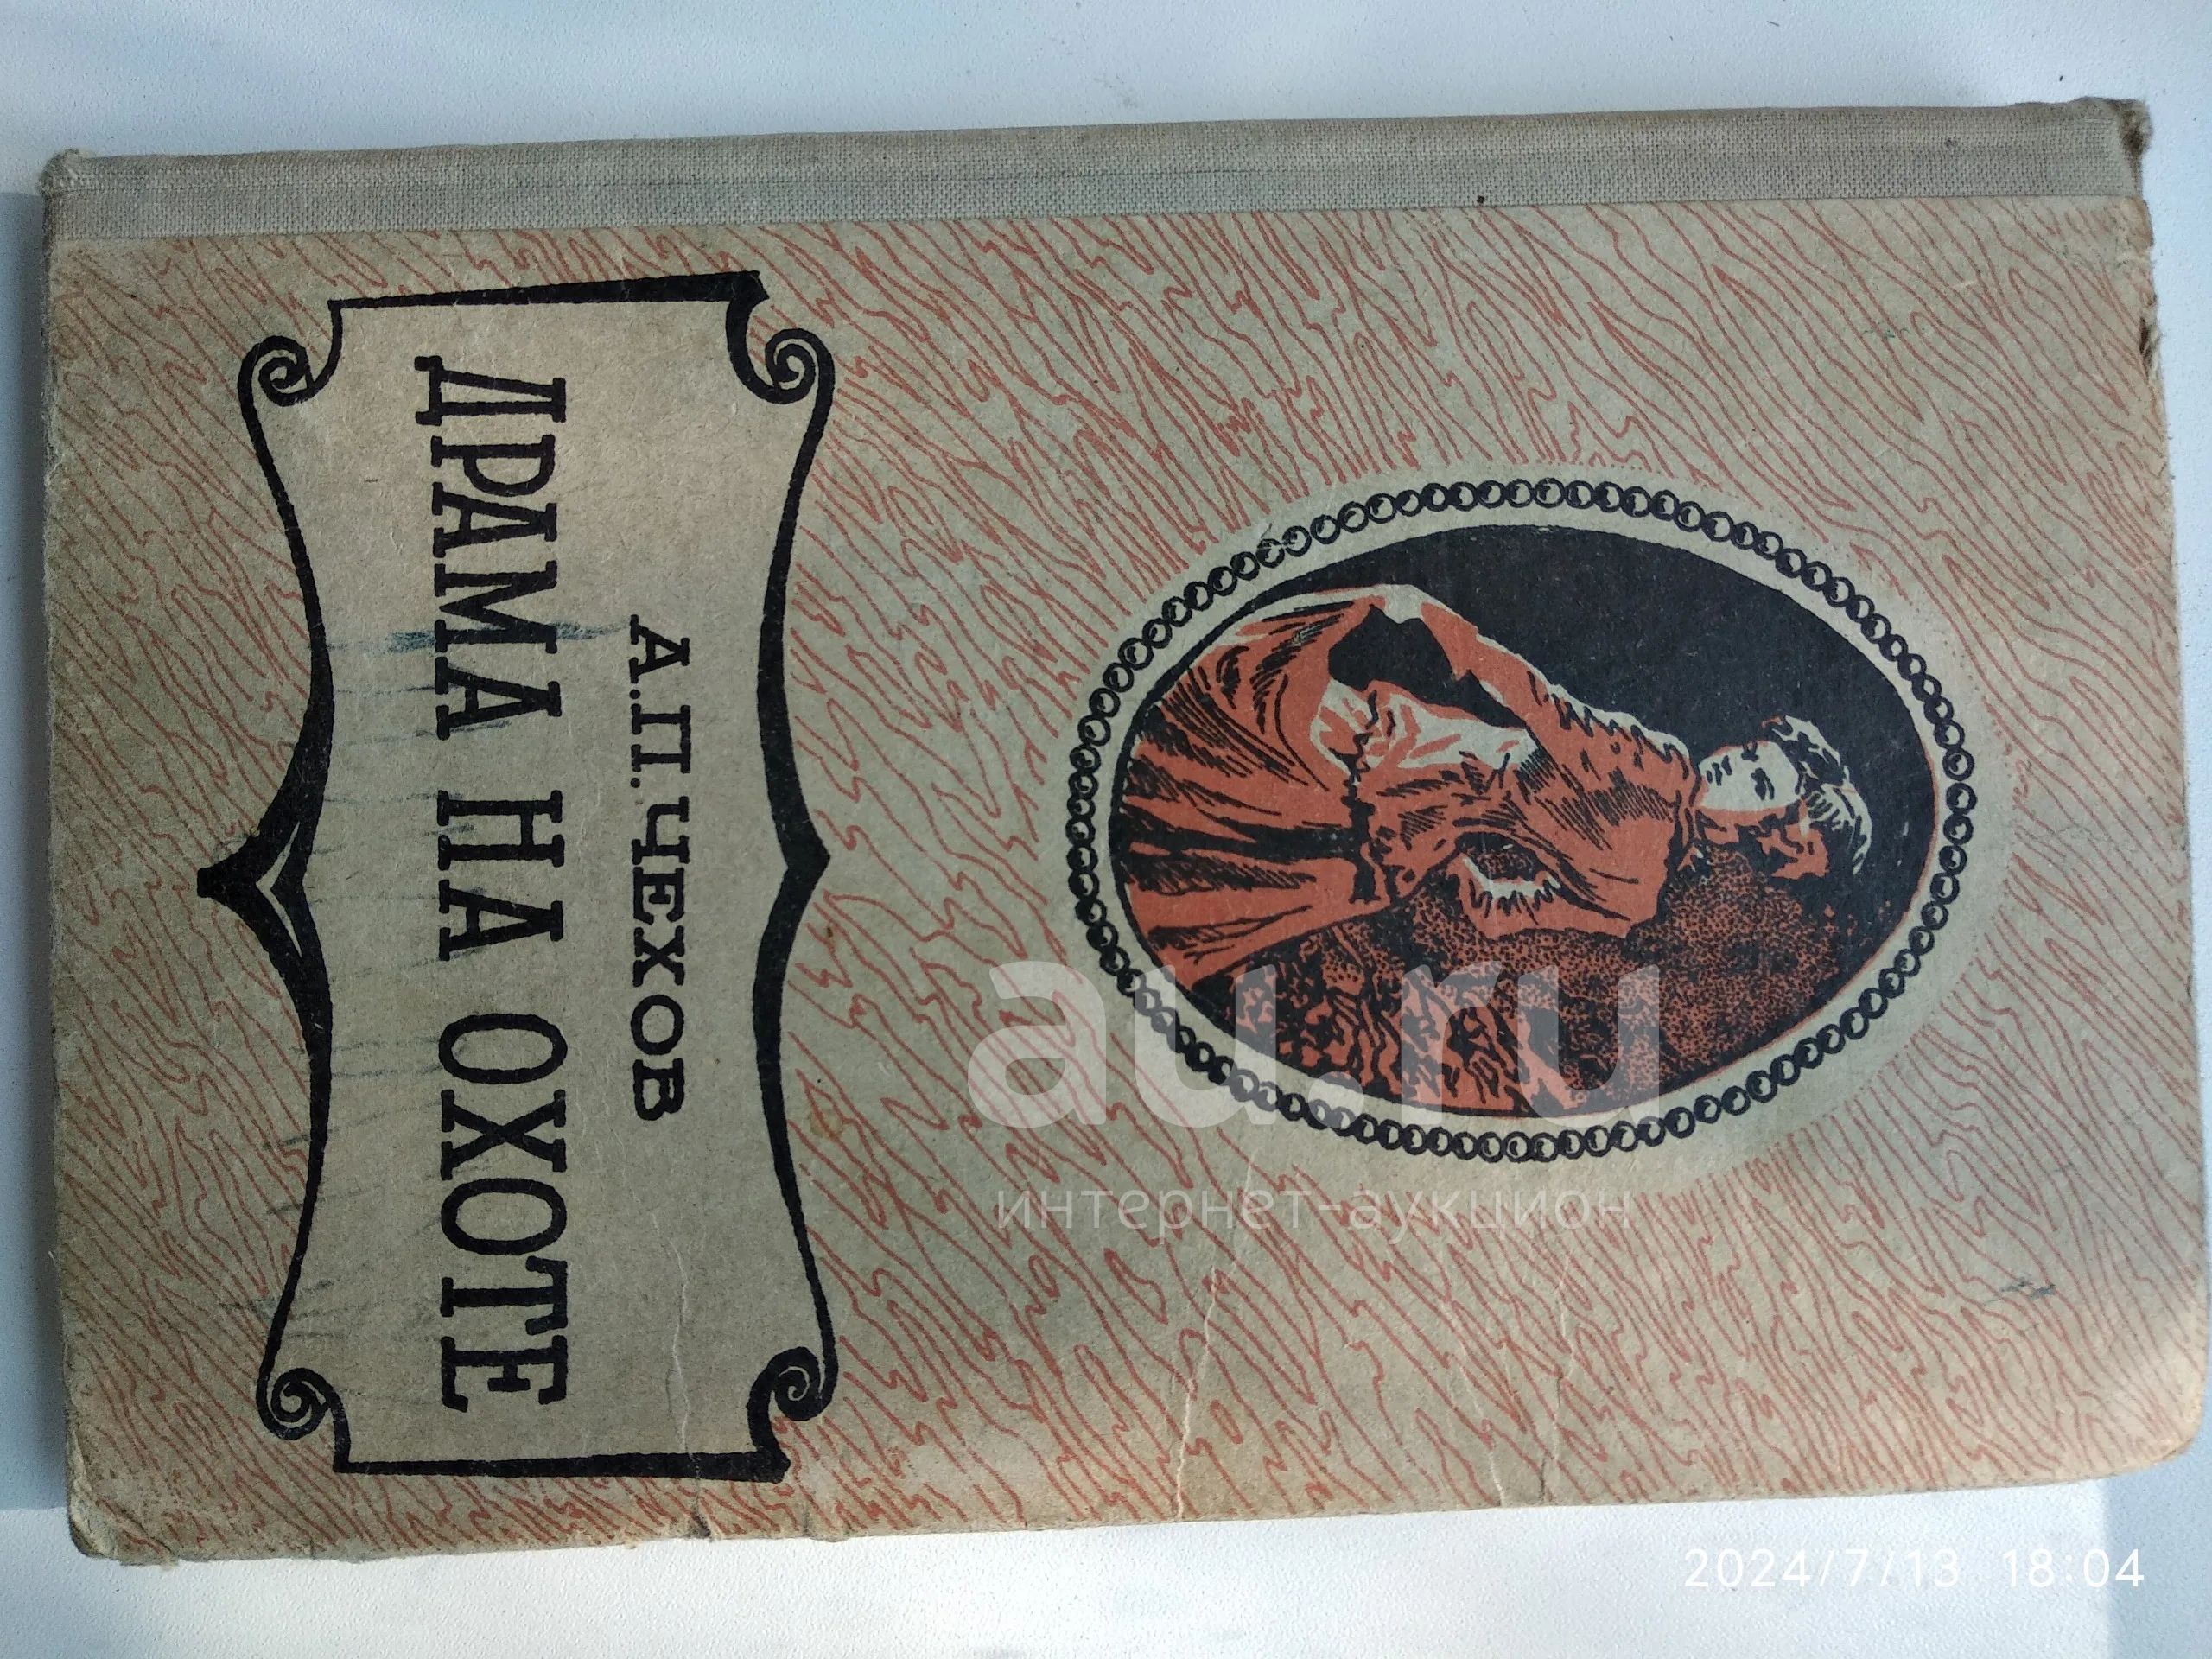 А.П.ЧЕХОВ
ДРАМА НА ОХОТЕ
au.ru
интернет-аукцион
2024/7/13 18:04